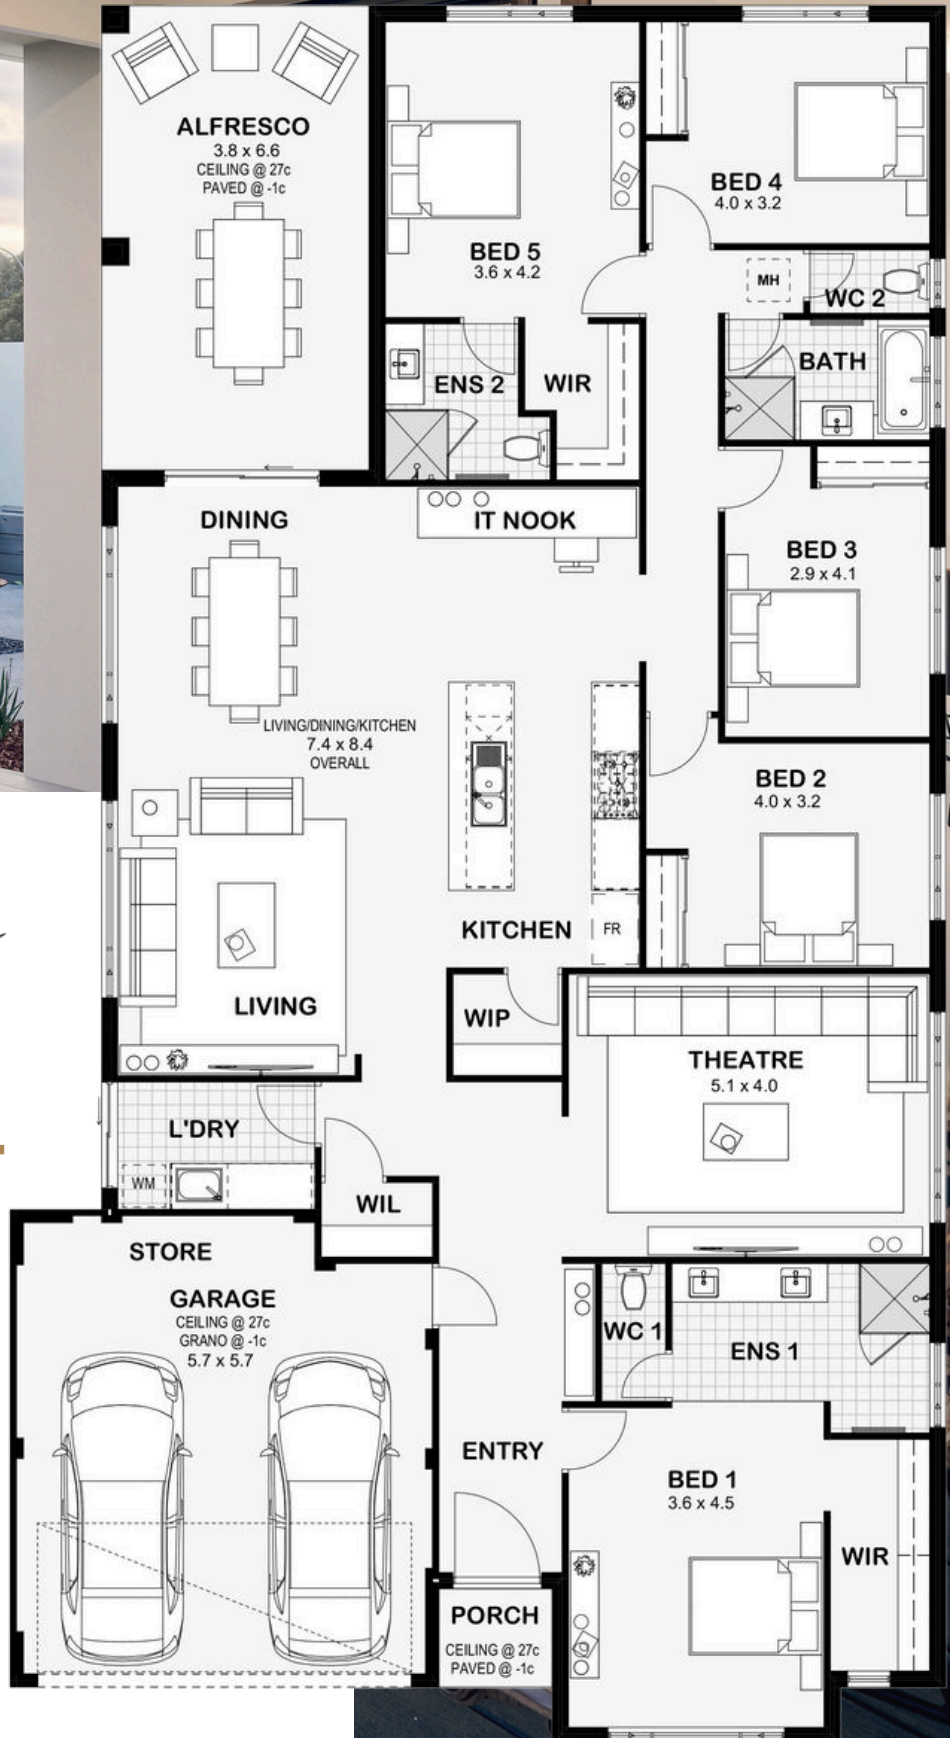 ALFRESCO
3.8 x 6.6
CEILING @ 27c
PAVED @ -1c
BED 5
3.6 x 4.2
BED 4
4.0 x 3.2
MH
WC 2
BATH
ENS 2
WIR
DINING
IT NOOK
BED 3
2.9 x 4.1
LIVING/DINING/KITCHEN
7.4 x 8.4
OVERALL
BED 2
4.0 x 3.2
KITCHEN
FR
LIVING
WIP
THEATRE
5.1 x 4.0
L'DRY
WM
WIL
STORE
GARAGE
CEILING @ 27c
GRANO @ -1c
5.7 x 5.7
WC 1
ENS 1
ENTRY
BED 1
3.6 x 4.5
WIR
PORCH
CEILING @ 27c
PAVED @ -1c